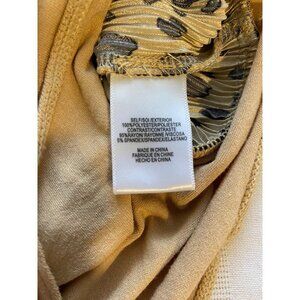 SELF/SOI/EXTERIOR
100%POLYESTER/POLIESTER
CONTRAST/CONTRASTE
95%RAYON/RAYONNE/VISCOSA
5% SPANDEX/SPANDEX/ELASTANO
MADE IN CHINA
FABRIQUE EN CHINE
HECHO EN CHINA